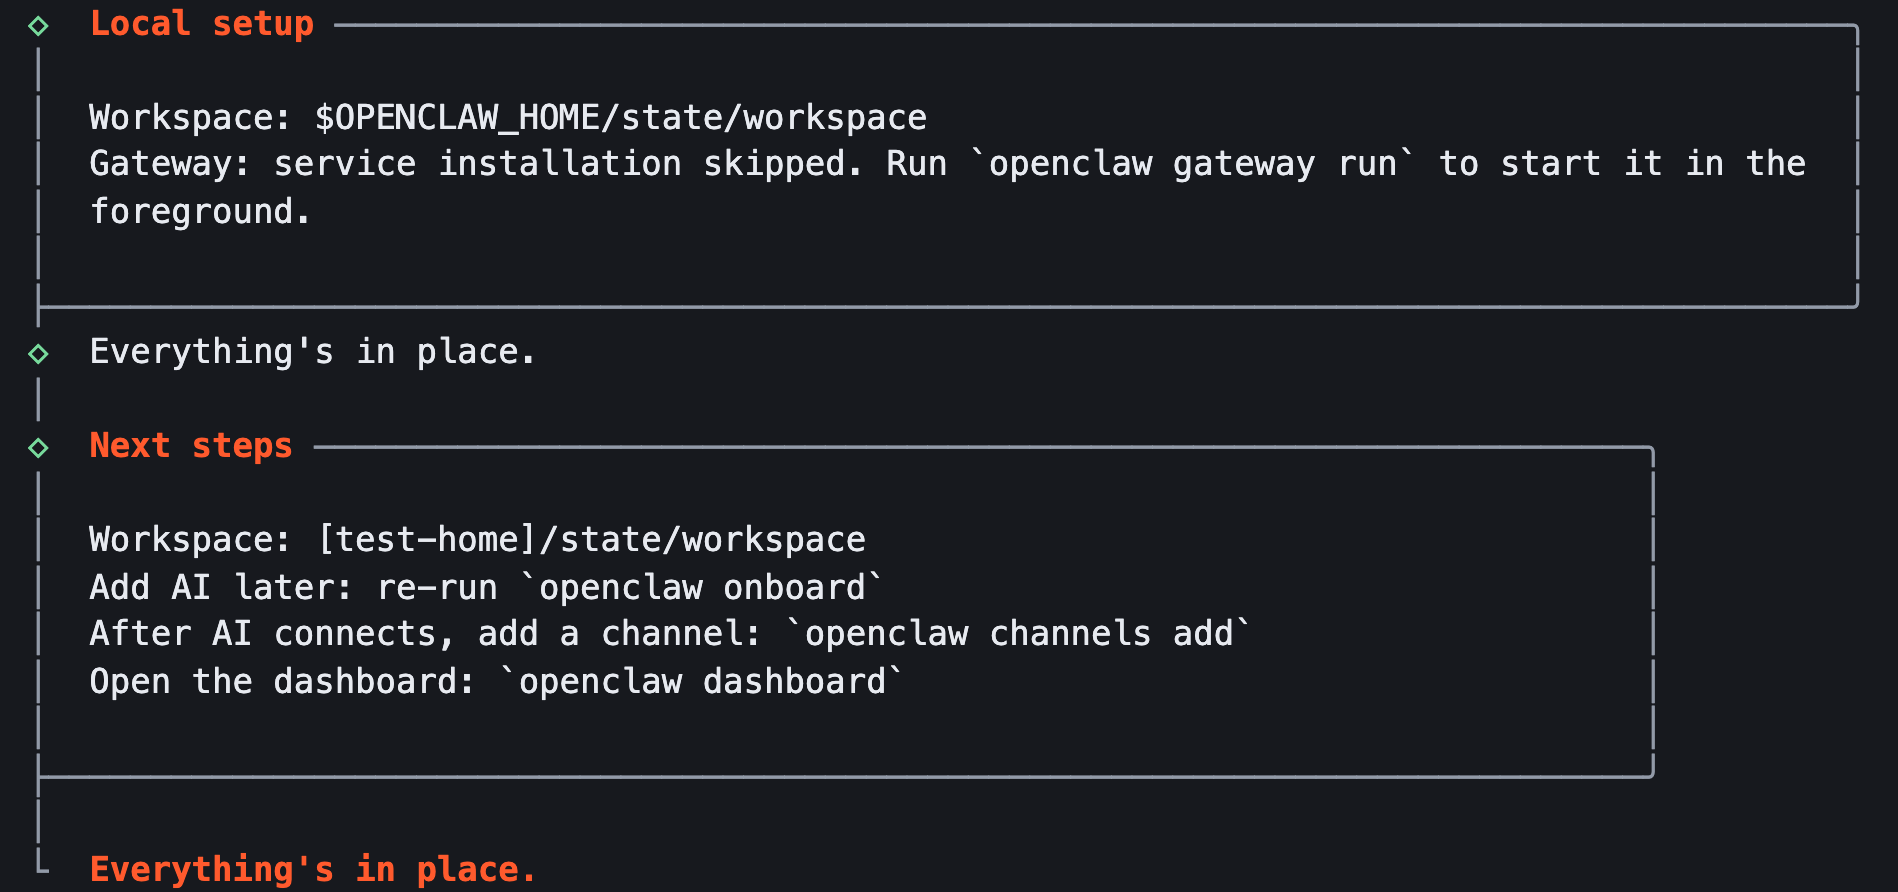 Local setup
Workspace: $OPENCLAW_HOME/state/workspace
Gateway: service installation skipped. Run `openclaw gateway run` to start it in the
foreground.
Everything's in place.
Next steps
Workspace: [test-home]/state/workspace
Add AI later: re-run `openclaw onboard`
After AI connects, add a channel: `openclaw channels add`
Open the dashboard: `openclaw dashboard`
Everything's in place.